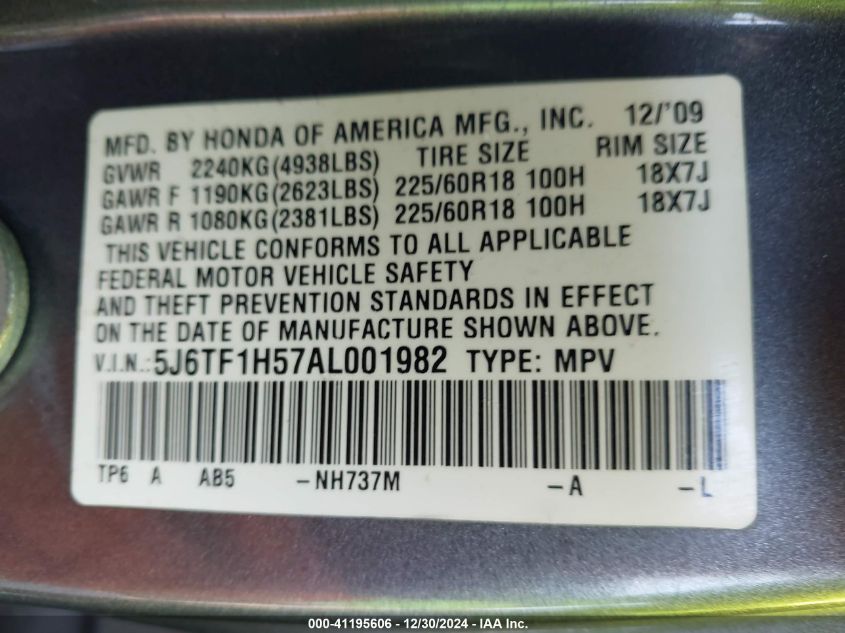 MFD. BY HONDA OF AMERICA MFG., INC. 12/'09
GVWR 2240KG(4938LBS) TIRE SIZE RIM SIZE
GAWR F 1190KG(2623LBS) 225/60R18 100H 18X7J
GAWR R 1080KG(2381LBS) 225/60R18 100H 18X7J
THIS VEHICLE CONFORMS TO ALL APPLICABLE
FEDERAL MOTOR VEHICLE SAFETY
AND THEFT PREVENTION STANDARDS IN EFFECT
ON THE DATE OF MANUFACTURE SHOWN ABOVE.
V.I.N.:5J6TF1H57AL001982 TYPE: MPV
TP6 A AB5 -NH737M -A -L
000-41195606 - 12/30/2024 - IAA Inc.